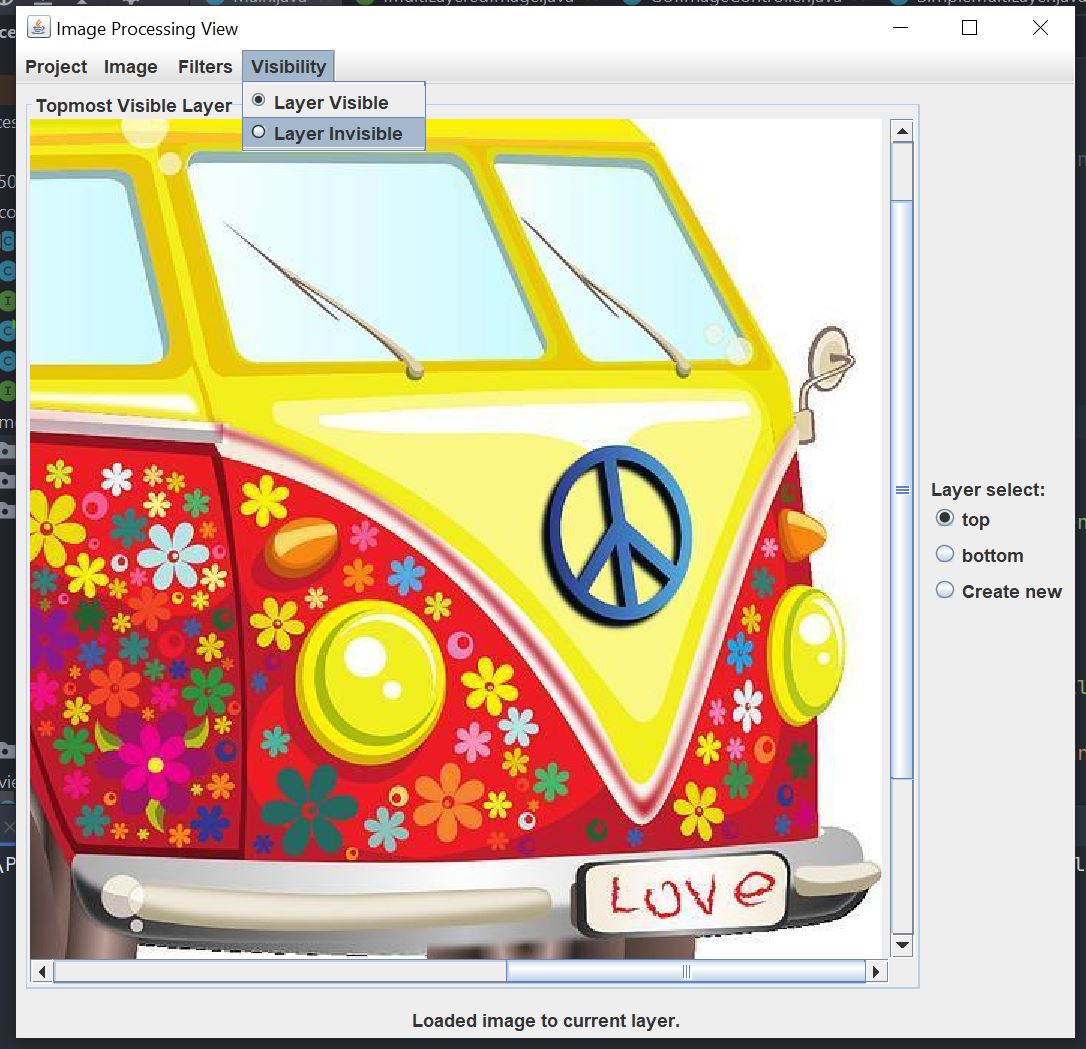 Image Processing View
Project Image Filters Visibility
Layer Visible
Layer Invisible
Topmost Visible Layer
LOVe
Layer select:
top
bottom
Create new
Loaded image to current layer.